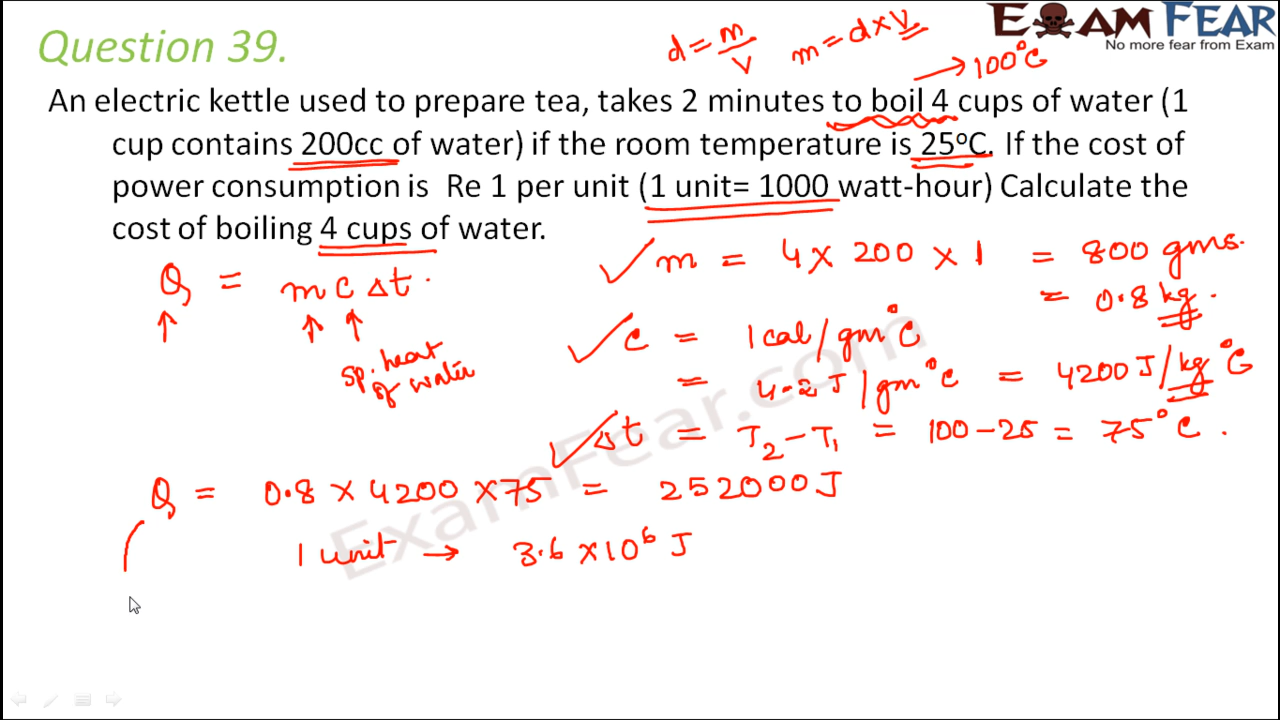 Question 39.
d = m/V
m = d × V
→ 100°C
EXAM FEAR
No more fear from Exam
An electric kettle used to prepare tea, takes 2 minutes to boil 4 cups of water (1
cup contains 200cc of water) if the room temperature is 25°C. If the cost of
power consumption is Re 1 per unit (1 unit= 1000 watt-hour) Calculate the
cost of boiling 4 cups of water.
Q = m c Δt.
sp. heat
of water
✓ m = 4 × 200 × 1 = 800 gms.
= 0.8 kg.
✓ c = 1 cal/gm°C
= 4.2 J/gm°C = 4200 J/kg°C
✓ Δt = T₂ – T₁ = 100 – 25 = 75°C.
Q = 0.8 × 4200 × 75 = 252000 J
1 unit → 3.6 × 10⁶ J
ExamFear.com